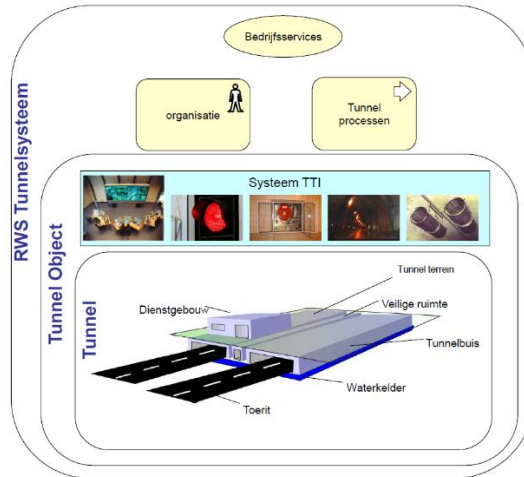 Bedrijfsservices
organisatie
Tunnel
processen
RWS Tunnelsysteem
Tunnel Object
Systeem TTI
Tunnel
Tunnel terrein
Veilige ruimte
Dienstgebouw
Tunnelbuis
Waterkelder
Toerit